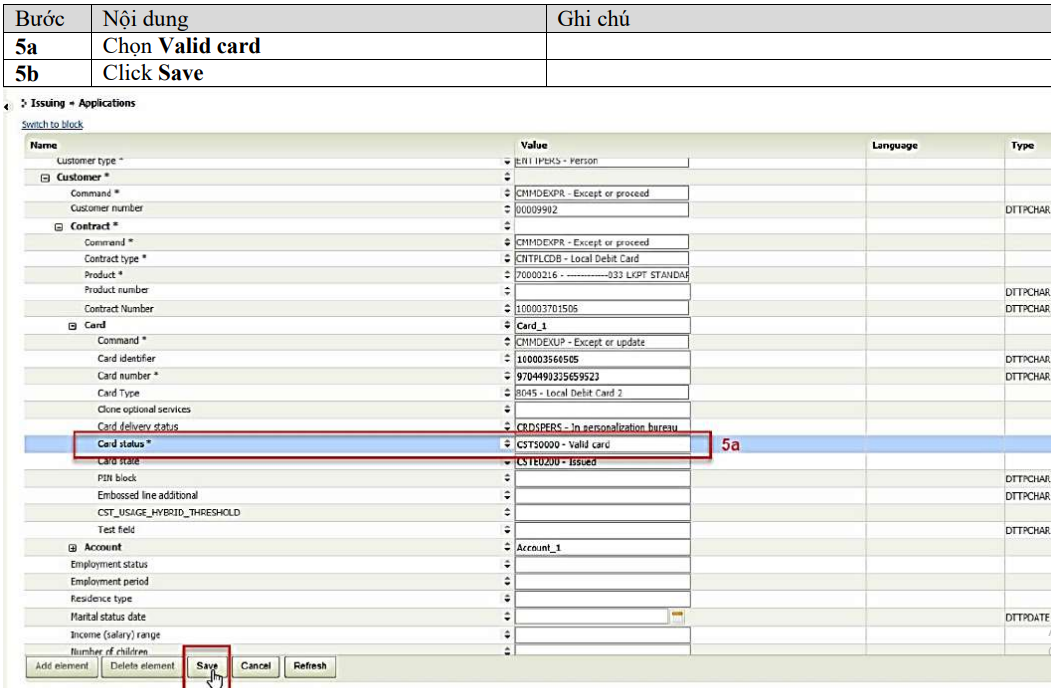 Bước Nội dung Ghi chú
5a Chọn Valid card
5b Click Save
Issuing → Applications
Switch to block
Name Value Language Type
Customer type * ENTTPERS - Person
Customer *
Command * CMMDEXPR - Except or proceed
Customer number 00009902 DTTPCHAR
Contract *
Command * CMMDEXPR - Except or proceed
Contract type * CNTPLCDB - Local Debit Card
Product * 70000216 - ------------033 LKPT STANDAR
Product number DTTPCHAR
Contract Number 100003701506 DTTPCHAR
Card Card_1
Command * CMMDEXUP - Except or update
Card identifier 100003560505 DTTPCHAR
Card number * 9704490335659523 DTTPCHAR
Card Type 8045 - Local Debit Card 2
Clone optional services
Card delivery status CRDSPERS - In personalization bureau
Card status * CSTS0000 - Valid card 5a
Card state CSTE0200 - Issued
PIN block DTTPCHAR
Embossed line additional DTTPCHAR
CST_USAGE_HYBRID_THRESHOLD
Test field DTTPCHAR
Account Account_1
Employment status
Employment period
Residence type
Marital status date DTTPDATE
Income (salary) range
Number of children
Add element Delete element Save Cancel Refresh